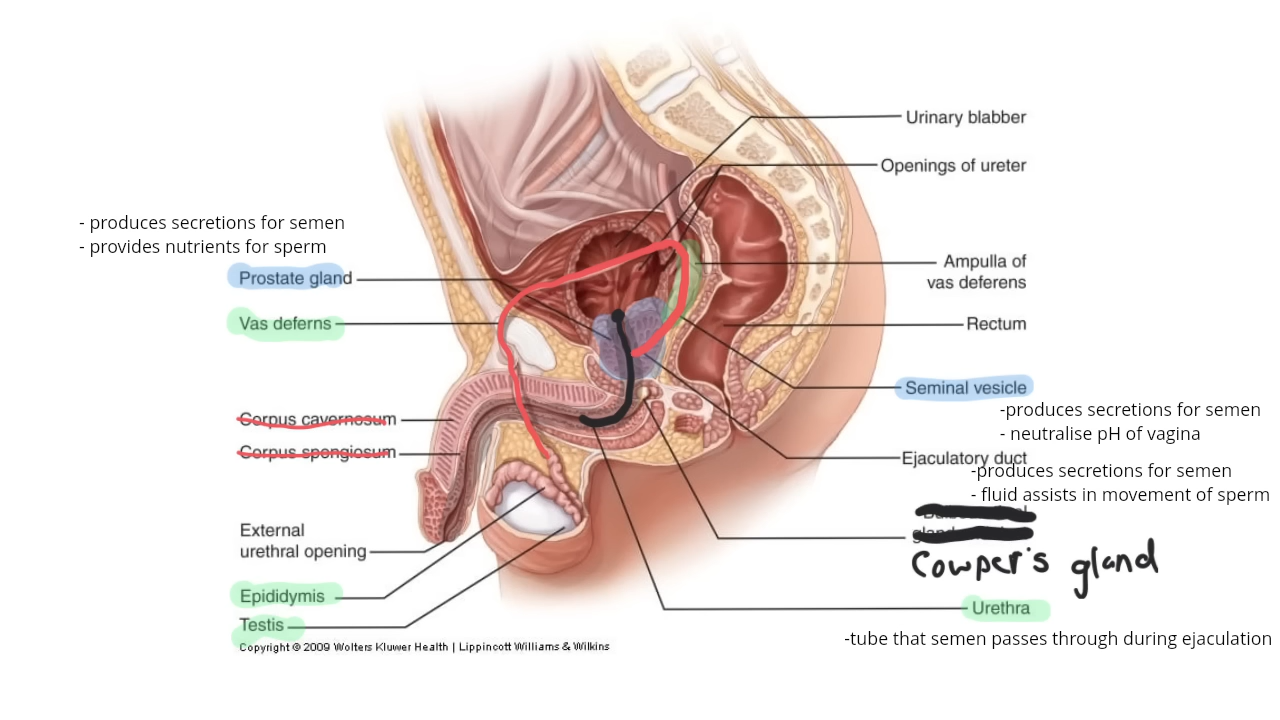 Urinary blabber
Openings of ureter
- produces secretions for semen
- provides nutrients for sperm
Prostate gland
Ampulla of
vas deferens
Vas deferns
Rectum
Seminal vesicle
-produces secretions for semen
- neutralise pH of vagina
Corpus cavernosum
Corpus spongiosum
Ejaculatory duct
-produces secretions for semen
- fluid assists in movement of sperm
External
urethral opening
Cowper's gland
Epididymis
Urethra
Testis
-tube that semen passes through during ejaculation
Copyright © 2009 Wolters Kluwer Health | Lippincott Williams & Wilkins